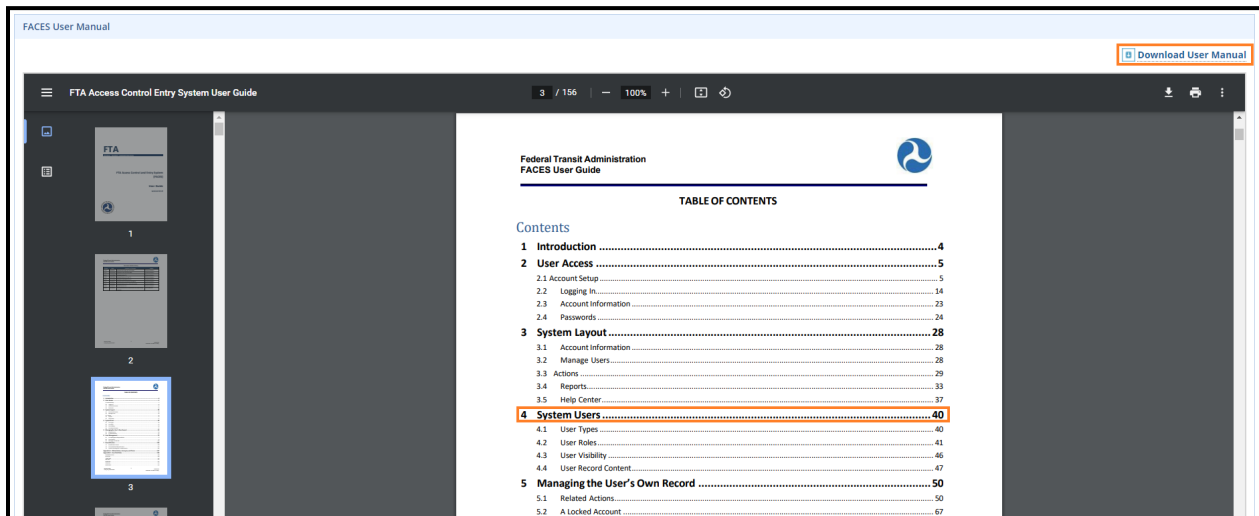 FACES User Manual
Download User Manual
FTA Access Control Entry System User Guide
3 / 156
100%
FTA
1
2
3
Federal Transit Administration
FACES User Guide
TABLE OF CONTENTS
Contents
1 Introduction ........ 4
2 User Access ........ 5
2.1 Account Setup ........ 5
2.2 Logging In ........ 14
2.3 Account Information ........ 23
2.4 Passwords ........ 24
3 System Layout ........ 28
3.1 Account Information ........ 28
3.2 Manage Users ........ 28
3.3 Actions ........ 29
3.4 Reports ........ 33
3.5 Help Center ........ 37
4 System Users ........ 40
4.1 User Types ........ 40
4.2 User Roles ........ 41
4.3 User Visibility ........ 46
4.4 User Record Content ........ 47
5 Managing the User's Own Record ........ 50
5.1 Related Actions ........ 50
5.2 A Locked Account ........ 67